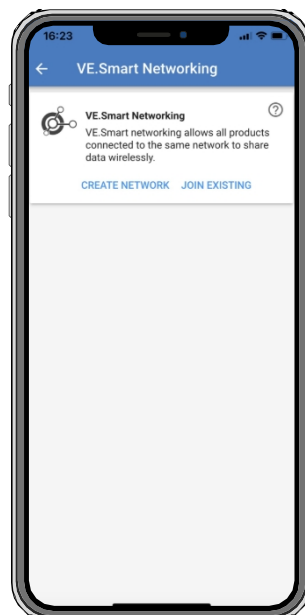 16:23
VE.Smart Networking
VE.Smart Networking
VE.Smart networking allows all products
connected to the same network to share
data wirelessly.
CREATE NETWORK JOIN EXISTING